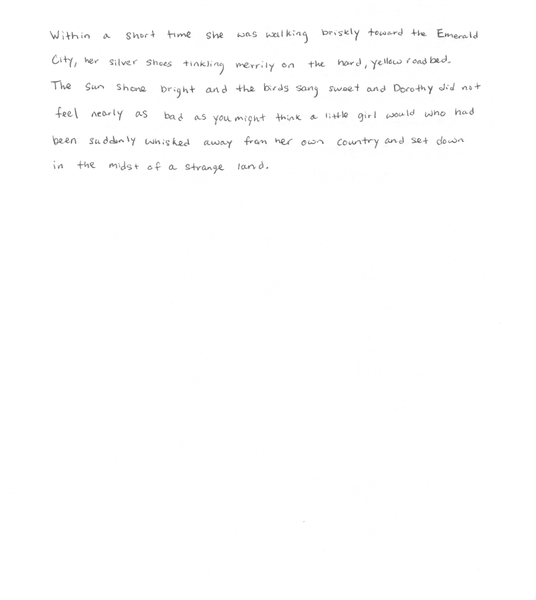 Within a short time she was walking briskly toward the Emerald
City, her silver shoes tinkling merrily on the hard, yellow roadbed.
The sun shone bright and the birds sang sweet and Dorothy did not
feel nearly as bad as you might think a little girl would who had
been suddenly whisked away from her own country and set down
in the midst of a strange land.